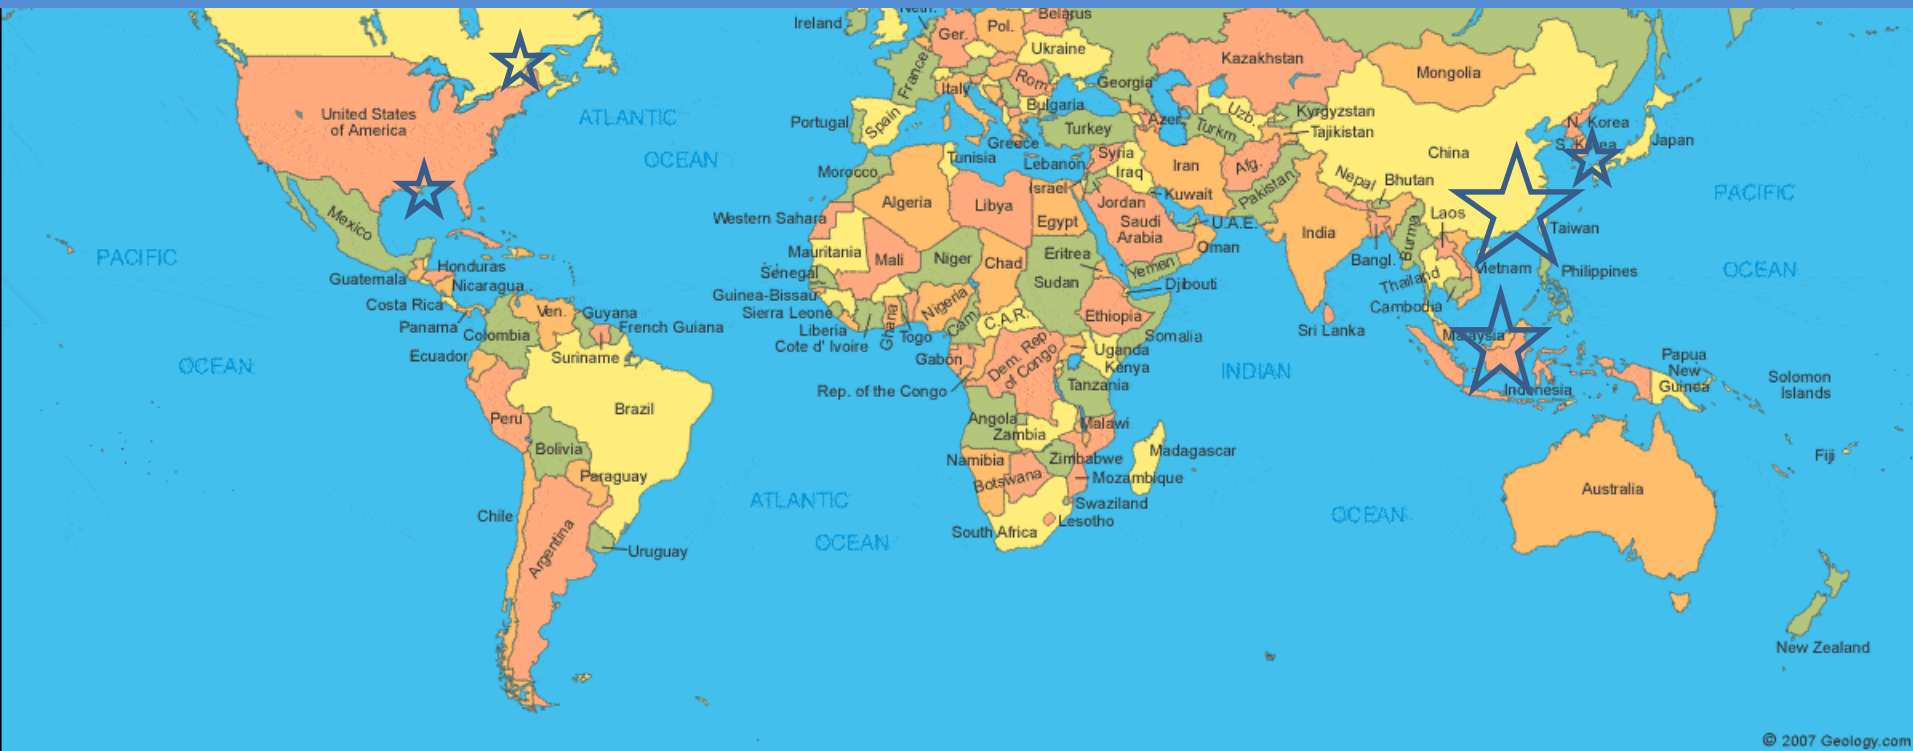 Ireland
Neth.
Belarus
Ger.
Pol.
Ukraine
France
Kazakhstan
Mongolia
Rom.
Italy
Georgia
Bulgaria
United States
of America
ATLANTIC
OCEAN
Portugal
Spain
Greece
Turkey
Azer.
Uzb.
Turkm.
Kyrgyzstan
Tajikistan
N. Korea
S. Korea
Japan
China
Morocco
Tunisia
Lebanon
Syria
Iraq
Iran
Afg.
Pakistan
Nepal
Bhutan
Israel
Jordan
Kuwait
Algeria
Libya
Egypt
Saudi
Arabia
U.A.E.
Oman
India
Bangl.
Burma
Laos
Taiwan
PACIFIC
OCEAN
Mexico
Western Sahara
Mauritania
Mali
Niger
Chad
Eritrea
Sudan
Yemen
Djibouti
Vietnam
Thailand
Cambodia
Philippines
PACIFIC
OCEAN
Guatemala
Honduras
Nicaragua
Costa Rica
Panama
Senegal
Guinea-Bissau
Sierra Leone
Liberia
Cote d' Ivoire
Ghana
Togo
Nigeria
Cam.
C.A.R.
Ethiopia
Somalia
Sri Lanka
Malaysia
Indonesia
Papua
New
Guinea
Solomon
Islands
Ven.
Guyana
French Guiana
Suriname
Colombia
Ecuador
Gabon
Rep. of the Congo
Dem. Rep.
of Congo
Uganda
Kenya
Tanzania
INDIAN
OCEAN
Peru
Brazil
Bolivia
Paraguay
Chile
Argentina
Uruguay
ATLANTIC
OCEAN
Angola
Zambia
Malawi
Namibia
Botswana
Zimbabwe
Mozambique
Madagascar
Swaziland
Lesotho
South Africa
Australia
Fiji
New Zealand
© 2007 Geology.com